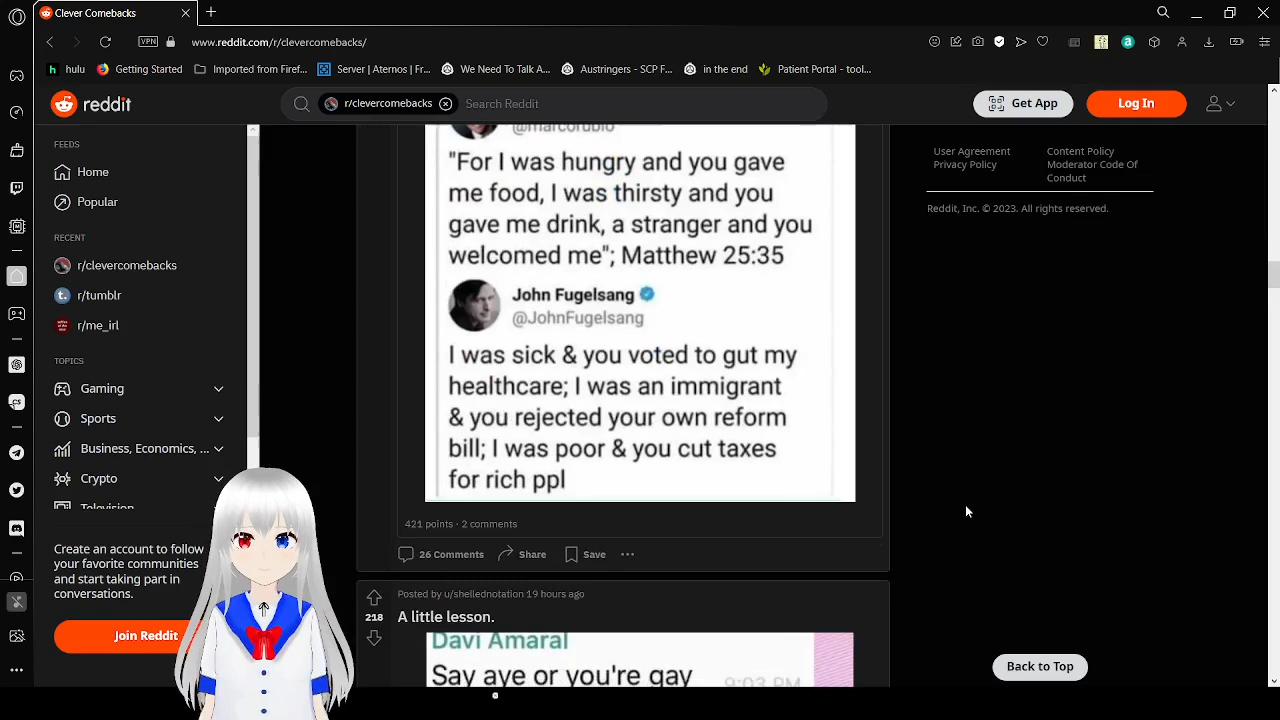 Clever Comebacks
VPN
www.reddit.com/r/clevercomebacks/
hulu
Getting Started
Imported from Firef...
Server | Aternos | Fr...
We Need To Talk A...
Austringers - SCP F...
in the end
Patient Portal - tool...
reddit
r/clevercomebacks
Search Reddit
Get App
Log In
FEEDS
Home
Popular
RECENT
r/clevercomebacks
r/tumblr
r/me_irl
TOPICS
Gaming
Sports
Business, Economics, ...
Crypto
Television
Create an account to follow
your favorite communities
and start taking part in
conversations.
Join Reddit
@marcorubio
"For I was hungry and you gave
me food, I was thirsty and you
gave me drink, a stranger and you
welcomed me"; Matthew 25:35
John Fugelsang
@JohnFugelsang
I was sick & you voted to gut my
healthcare; I was an immigrant
& you rejected your own reform
bill; I was poor & you cut taxes
for rich ppl
421 points · 2 comments
26 Comments
Share
Save
Posted by u/shellednotation 19 hours ago
218
A little lesson.
Davi Amaral
Say aye or you're gay
9:03 PM
User Agreement
Privacy Policy
Content Policy
Moderator Code Of
Conduct
Reddit, Inc. © 2023. All rights reserved.
Back to Top